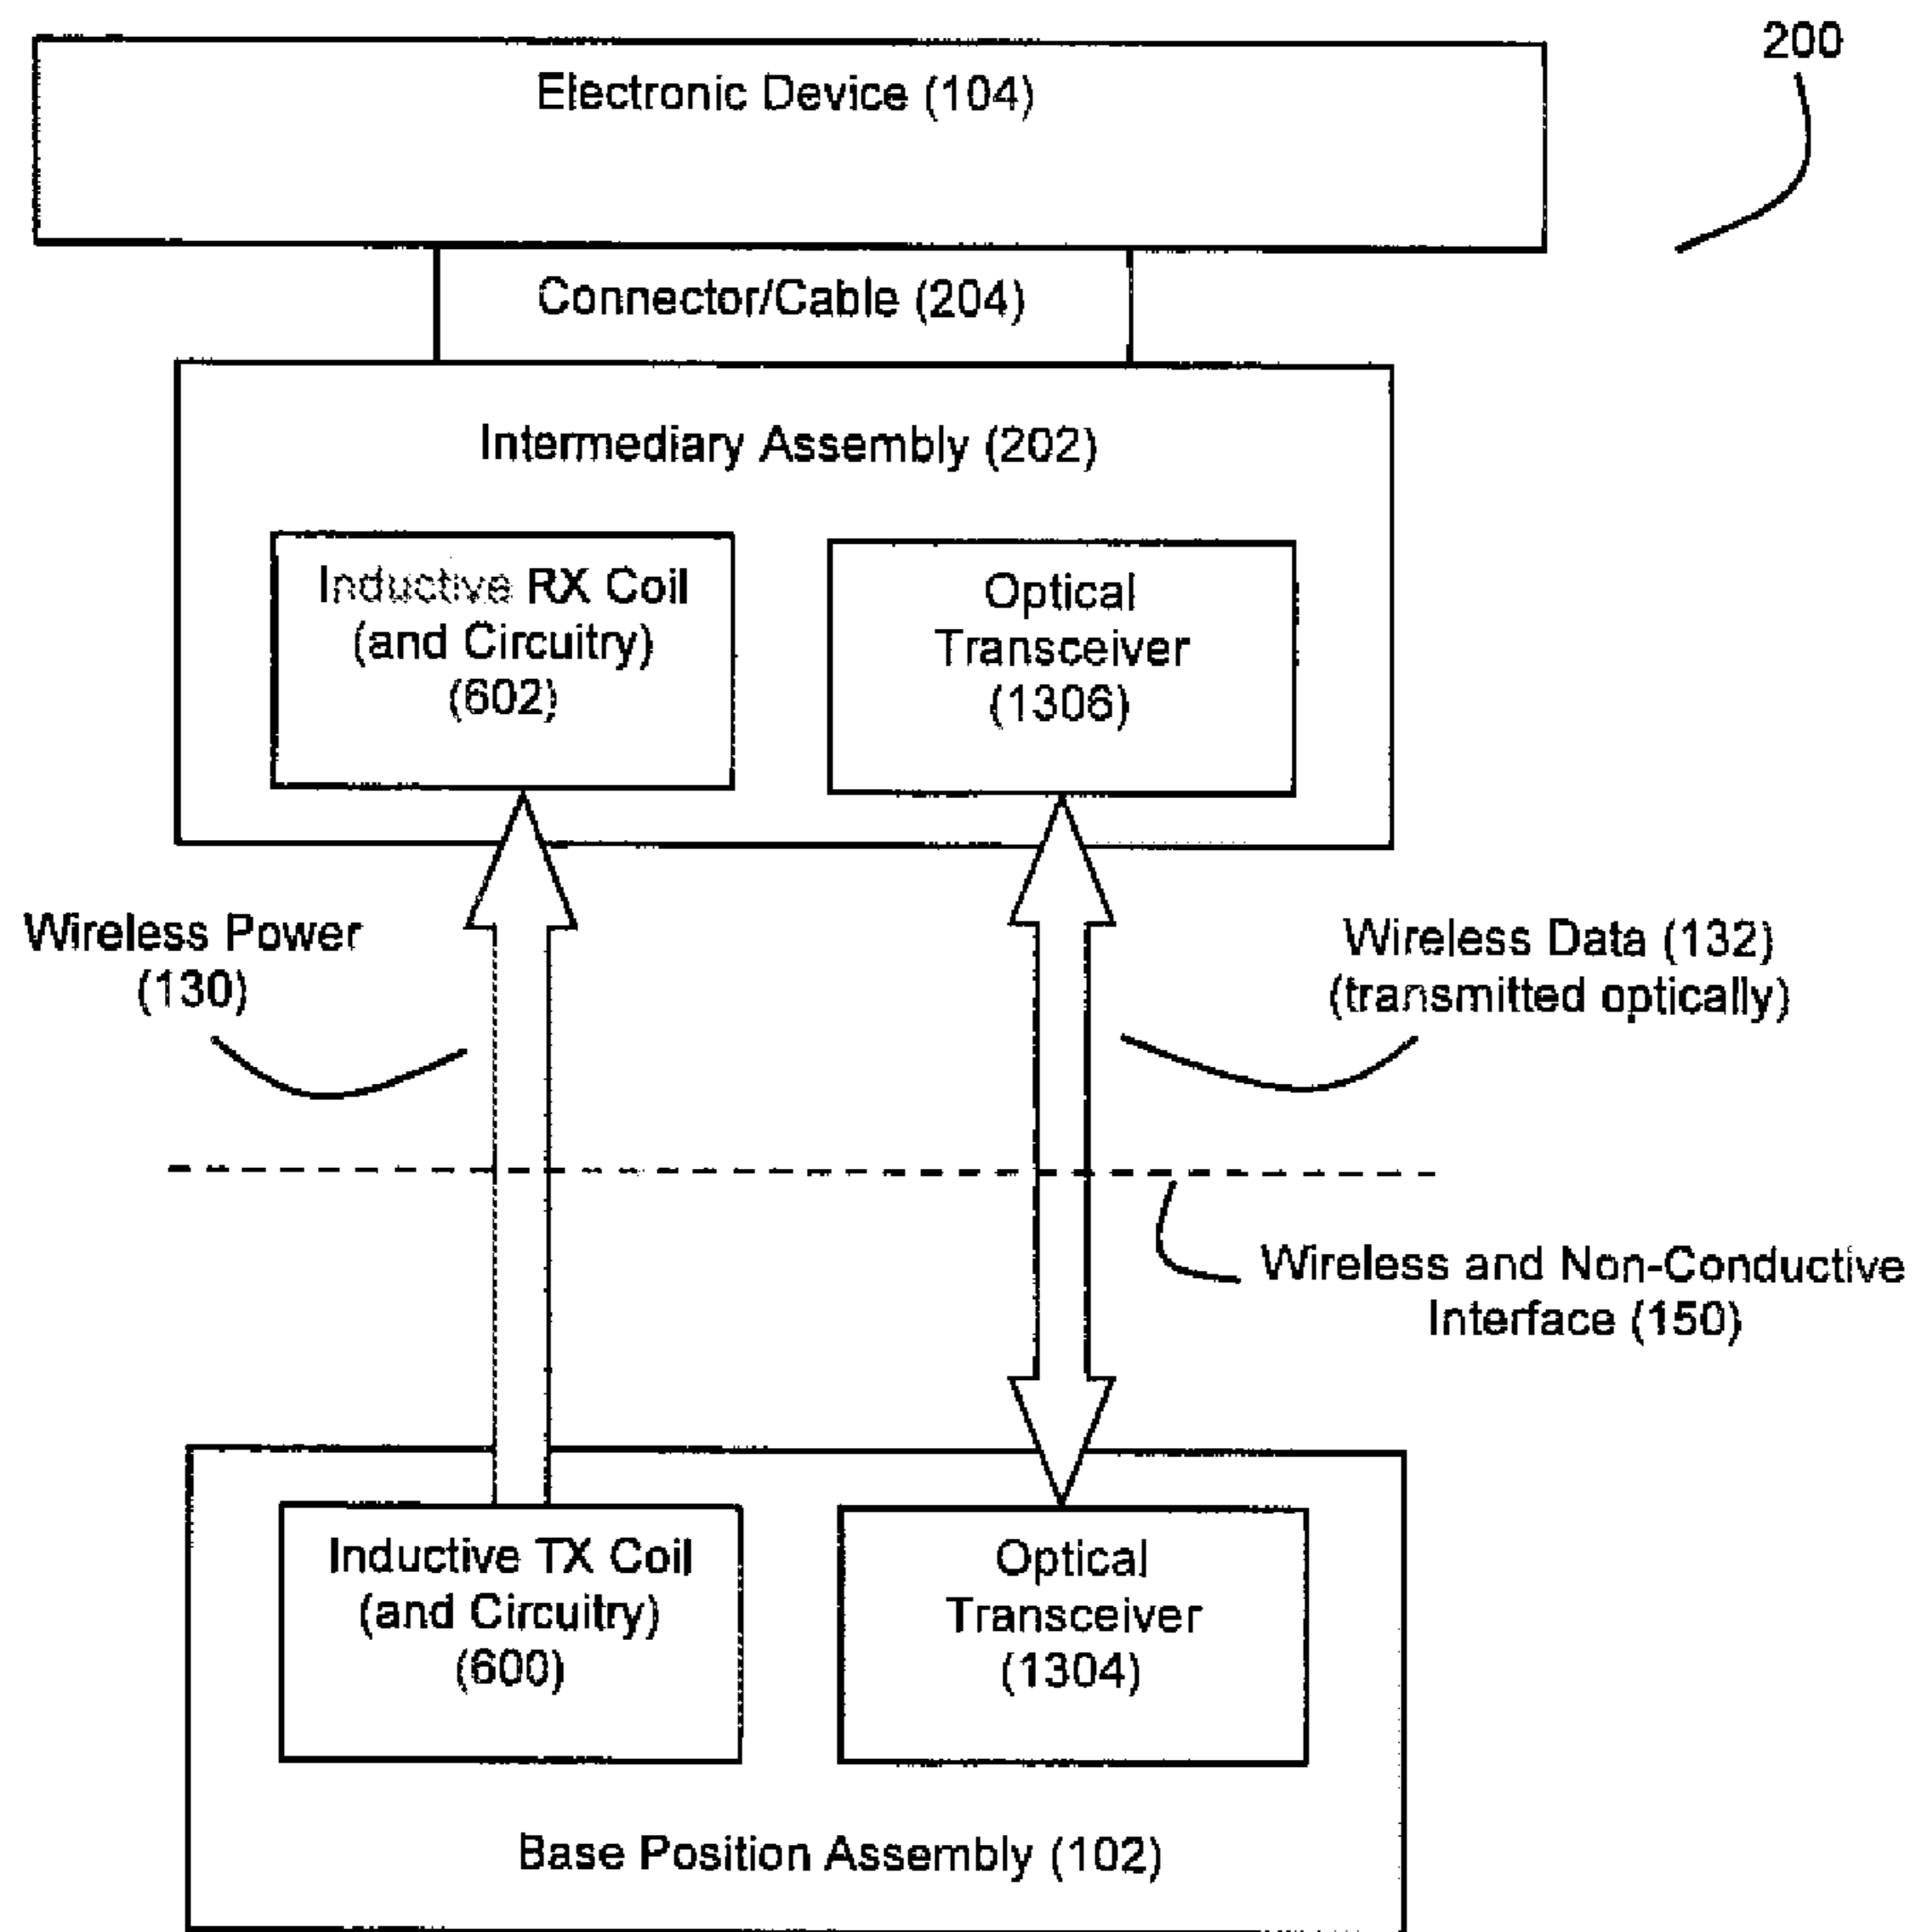 200
Electronic Device (104)
Connector/Cable (204)
Intermediary Assembly (202)
Inductive RX Coil
(and Circuitry)
(602)
Optical
Transceiver
(1306)
Wireless Power
(130)
Wireless Data (132)
(transmitted optically)
Wireless and Non-Conductive
Interface (150)
Inductive TX Coil
(and Circuitry)
(600)
Optical
Transceiver
(1304)
Base Position Assembly (102)